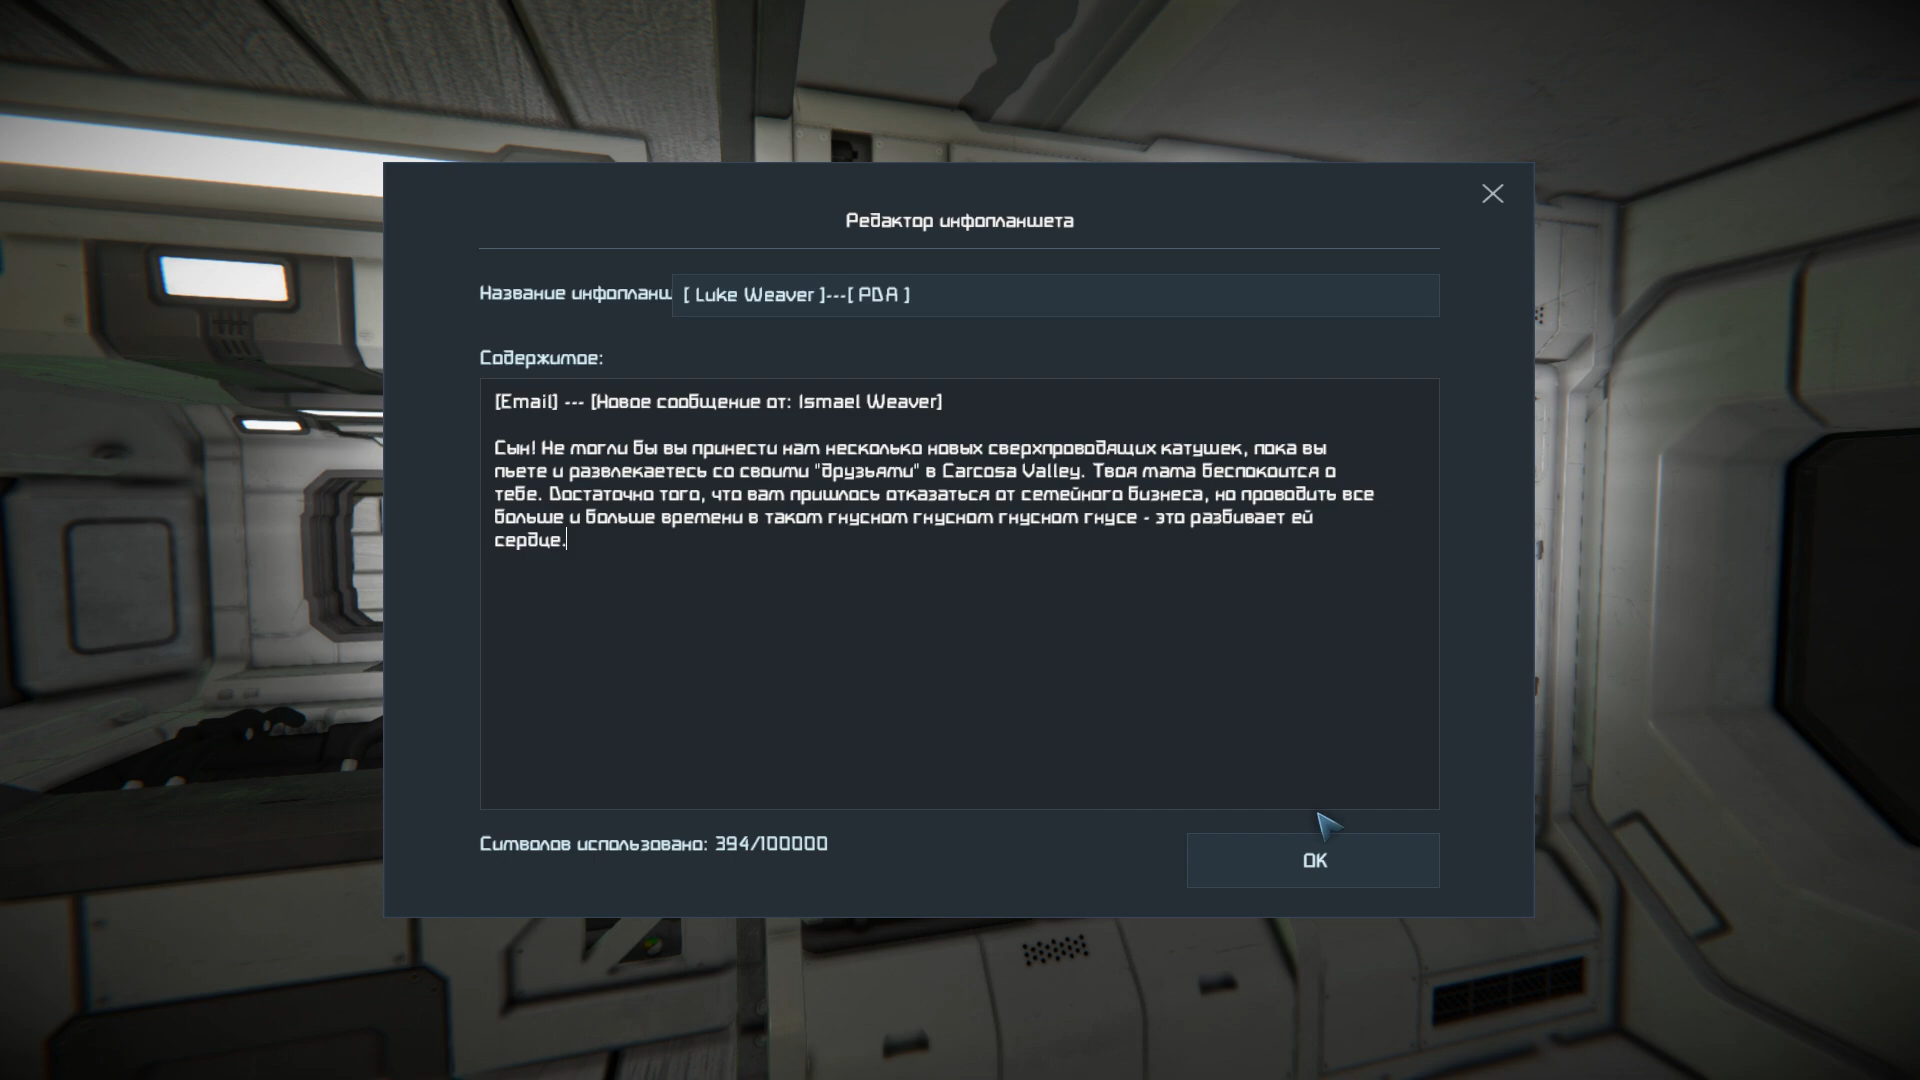 Редактор инфопланшета
Название инфопланш
[ Luke Weaver ]---[ PDA ]
Содержимое:
[Email] --- [Новое сообщение от: Ismael Weaver]
Сын! Не могли бы вы принести нам несколько новых сверхпроводящих катушек, пока вы
пьете и развлекаетесь со своими "друзьями" в Carcosa Valley. Твоя мама беспокоится о
тебе. Достаточно того, что вам пришлось отказаться от семейного бизнеса, но проводить все
больше и больше времени в таком гнусном гнусном гнусном гнусе - это разбивает ей
сердце.
Символов использовано: 394/100000
OK